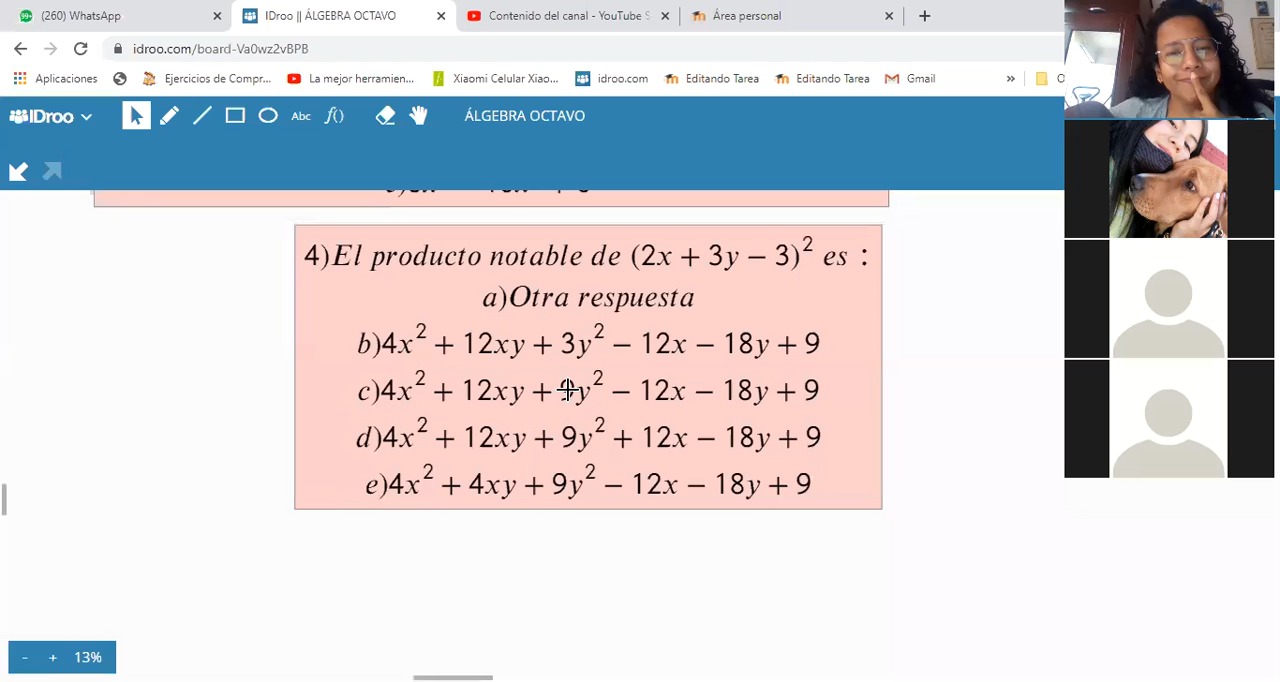 (260) WhatsApp
IDroo || ÁLGEBRA OCTAVO
Contenido del canal - YouTube S
Área personal
idroo.com/board-Va0wz2vBPB
Aplicaciones
Ejercicios de Compr...
La mejor herramien...
Xiaomi Celular Xiao...
idroo.com
Editando Tarea
Editando Tarea
Gmail
»
IDroo
Abc
f()
ÁLGEBRA OCTAVO
4)El producto notable de (2x + 3y − 3)² es :
a)Otra respuesta
b)4x² + 12xy + 3y² − 12x − 18y + 9
c)4x² + 12xy + 9y² − 12x − 18y + 9
d)4x² + 12xy + 9y² + 12x − 18y + 9
e)4x² + 4xy + 9y² − 12x − 18y + 9
- + 13%